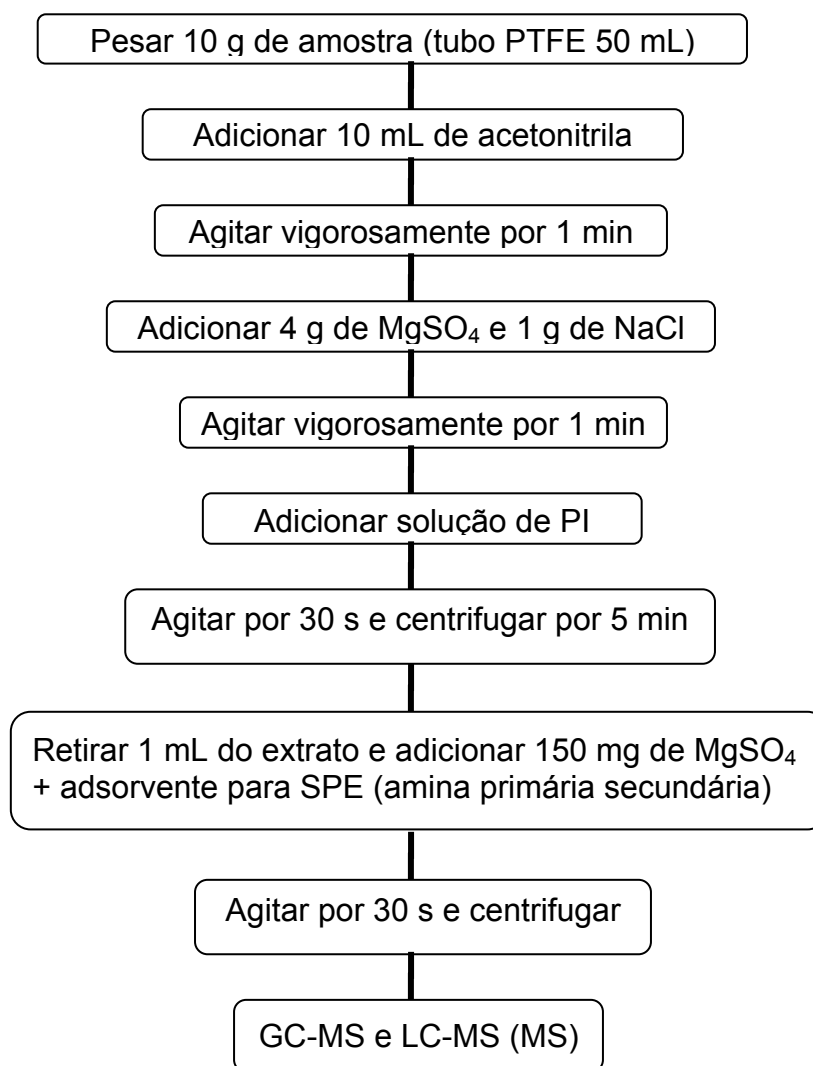 Pesar 10 g de amostra (tubo PTFE 50 mL)
Adicionar 10 mL de acetonitrila
Agitar vigorosamente por 1 min
Adicionar 4 g de MgSO₄ e 1 g de NaCl
Agitar vigorosamente por 1 min
Adicionar solução de PI
Agitar por 30 s e centrifugar por 5 min
Retirar 1 mL do extrato e adicionar 150 mg de MgSO₄
+ adsorvente para SPE (amina primária secundária)
Agitar por 30 s e centrifugar
GC-MS e LC-MS (MS)